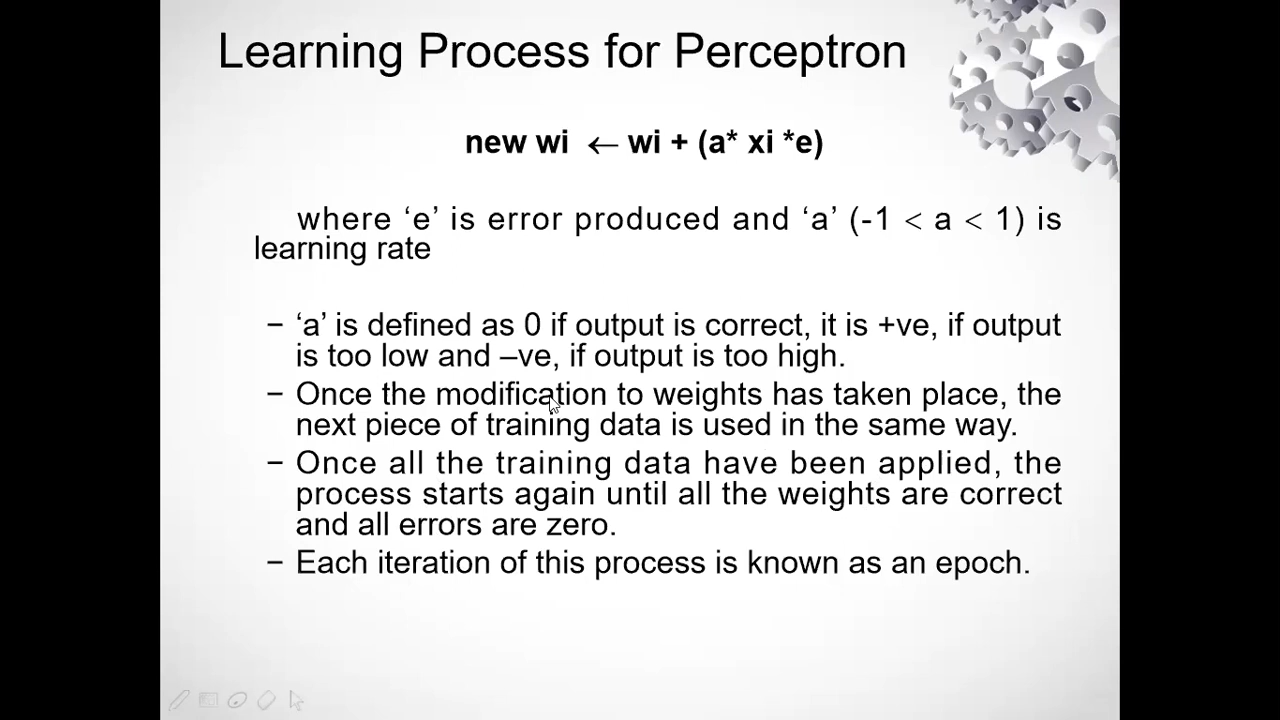 Learning Process for Perceptron
new wi ← wi + (a* xi *e)
where ‘e’ is error produced and ‘a’ (-1 < a < 1) is
learning rate
– ‘a’ is defined as 0 if output is correct, it is +ve, if output
is too low and –ve, if output is too high.
– Once the modification to weights has taken place, the
next piece of training data is used in the same way.
– Once all the training data have been applied, the
process starts again until all the weights are correct
and all errors are zero.
– Each iteration of this process is known as an epoch.